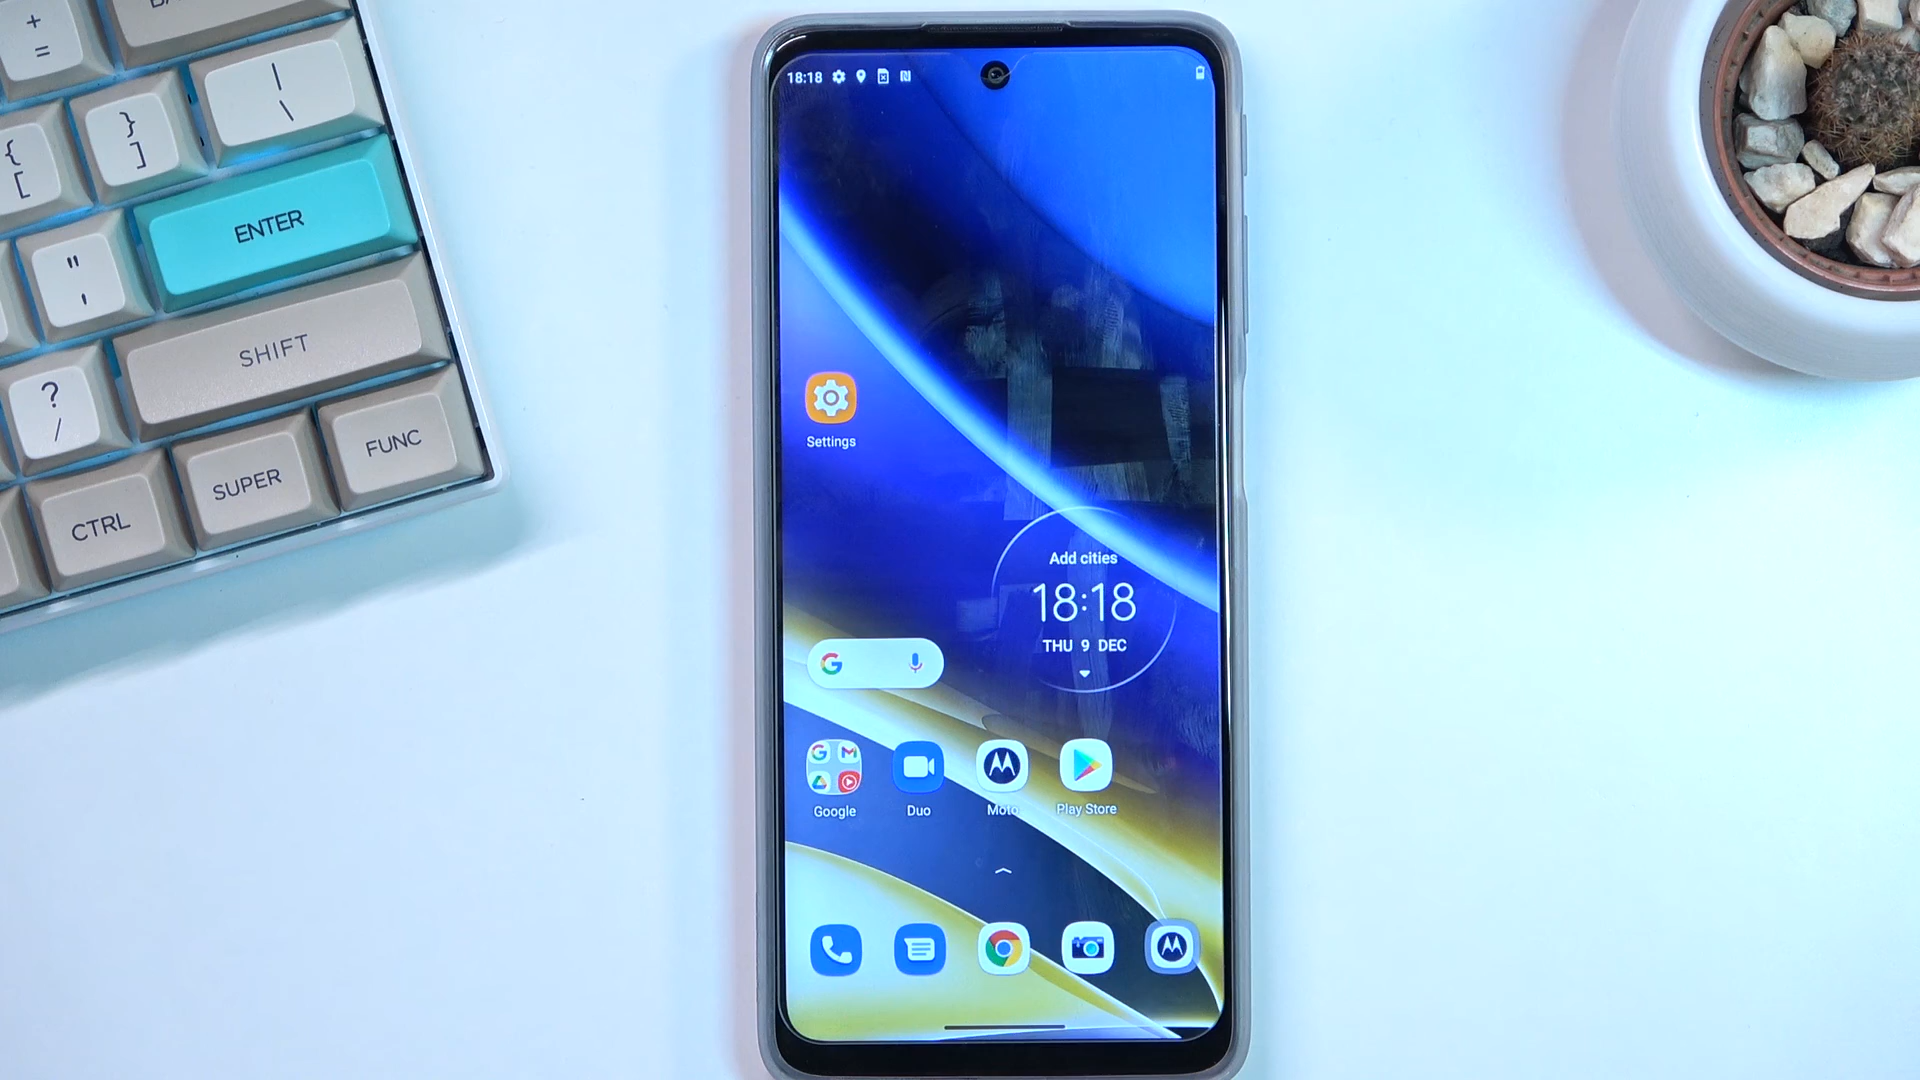 +
=
|
\
}
]
{
[
ENTER
"
'
SHIFT
?
/
FUNC
SUPER
CTRL
18:18
Settings
Add cities
18:18
THU 9 DEC
Google
Duo
Moto
Play Store